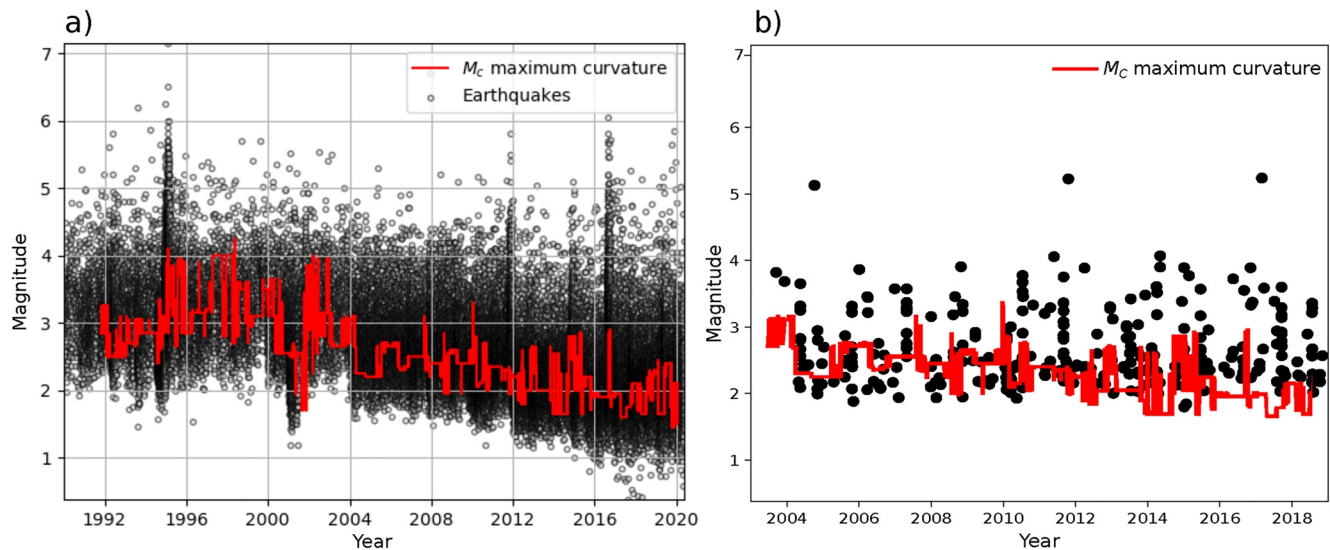 a)
Mc maximum curvature
Earthquakes
Magnitude
7
6
5
4
3
2
1
1992 1996 2000 2004 2008 2012 2016 2020
Year
b)
MC maximum curvature
Magnitude
7
6
5
4
3
2
1
2004 2006 2008 2010 2012 2014 2016 2018
Year